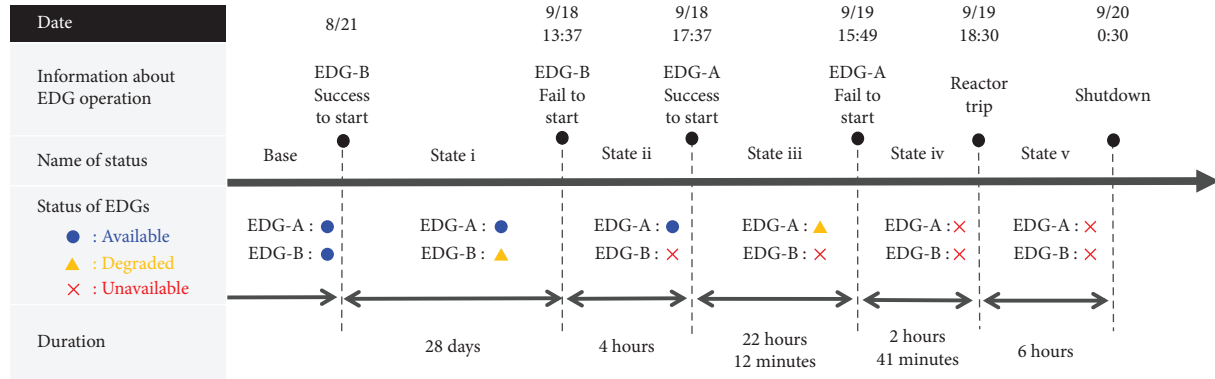 Date
8/21
9/18
13:37
9/18
17:37
9/19
15:49
9/19
18:30
9/20
0:30
Information about
EDG operation
EDG-B
Success
to start
EDG-B
Fail to
start
EDG-A
Success
to start
EDG-A
Fail to
start
Reactor
trip
Shutdown
Name of status
Base
State i
State ii
State iii
State iv
State v
Status of EDGs
: Available
: Degraded
: Unavailable
EDG-A :
EDG-B :
EDG-A :
EDG-B :
EDG-A :
EDG-B :
EDG-A :
EDG-B :
EDG-A :
EDG-B :
EDG-A :
EDG-B :
Duration
28 days
4 hours
22 hours
12 minutes
2 hours
41 minutes
6 hours